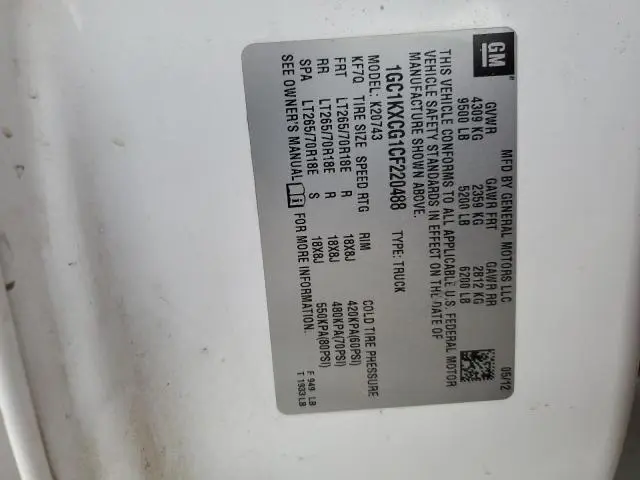 GM
MFD BY GENERAL MOTORS LLC 05/12
GVWR GAWR FRT GAWR RR
4309 KG 2359 KG 2812 KG
9500 LB 5200 LB 6200 LB
THIS VEHICLE CONFORMS TO ALL APPLICABLE U.S. FEDERAL MOTOR
VEHICLE SAFETY STANDARDS IN EFFECT ON THE DATE OF
MANUFACTURE SHOWN ABOVE.
1GC1KXCG1CF220488 TYPE: TRUCK
MODEL: K20743
KF7Q TIRE SIZE SPEED RTG RIM COLD TIRE PRESSURE
FRT LT265/70R18E R 18X8J 420KPA(60PSI)
RR LT265/70R18E R 18X8J 480KPA(70PSI)
SPA LT265/70R18E S 18X8J 550KPA(80PSI)
SEE OWNER'S MANUAL i FOR MORE INFORMATION.
F 949 LB
T 1933 LB